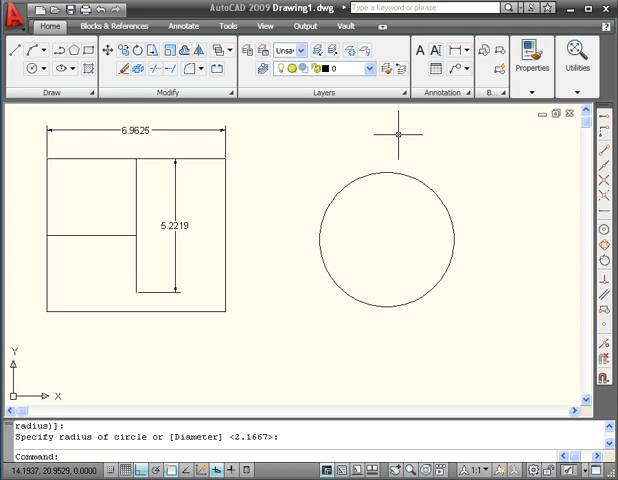 AutoCAD 2009 Drawing1.dwg
Type a keyword or phrase
Home
Blocks & References
Annotate
Tools
View
Output
Vault
Unsav
0
Properties
Utilities
Draw
Modify
Layers
Annotation
B...
6.9625
5.2219
Y
X
radius)]:
Specify radius of circle or [Diameter] <2.1667>:
Command:
14.1937, 20.9529, 0.0000
1:1